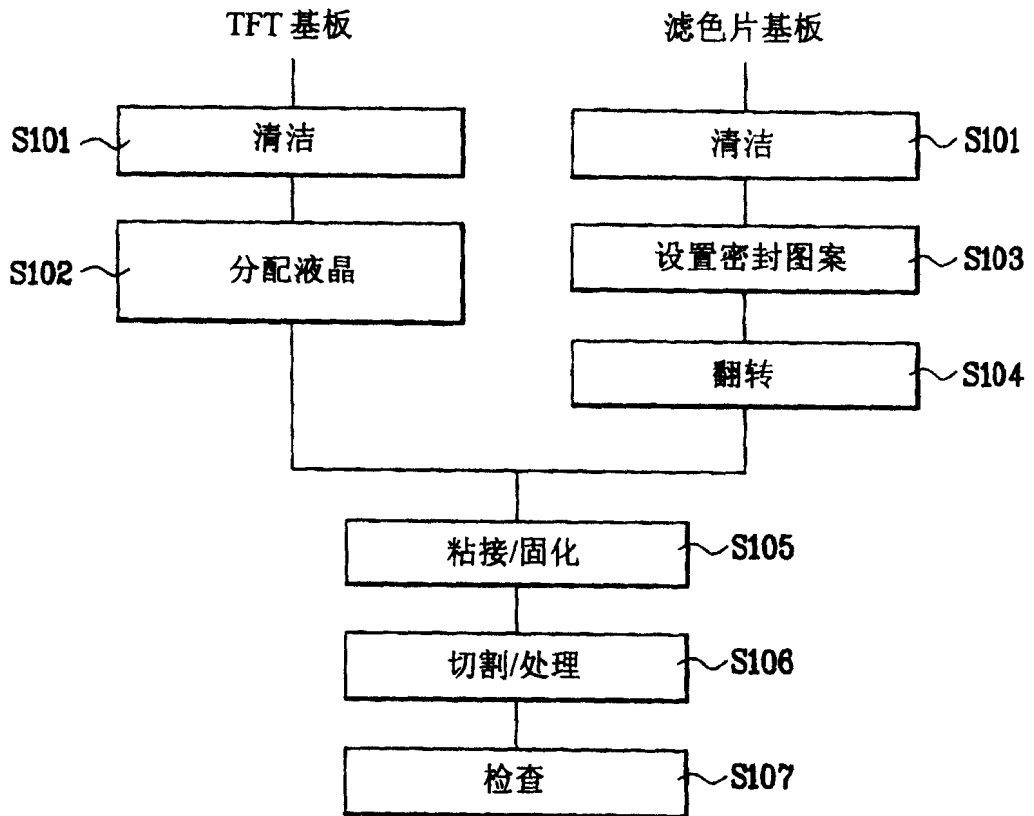 TFT 基板
滤色片基板
S101
清洁
清洁
S101
S102
分配液晶
设置密封图案
S103
翻转
S104
粘接/固化
S105
切割/处理
S106
检查
S107